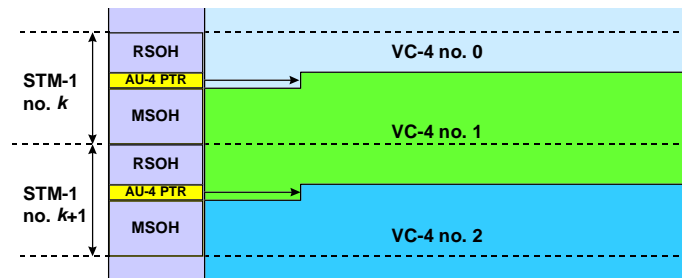 RSOH
VC-4 no. 0
STM-1
no. k
AU-4 PTR
MSOH
VC-4 no. 1
RSOH
STM-1
no. k+1
AU-4 PTR
MSOH
VC-4 no. 2